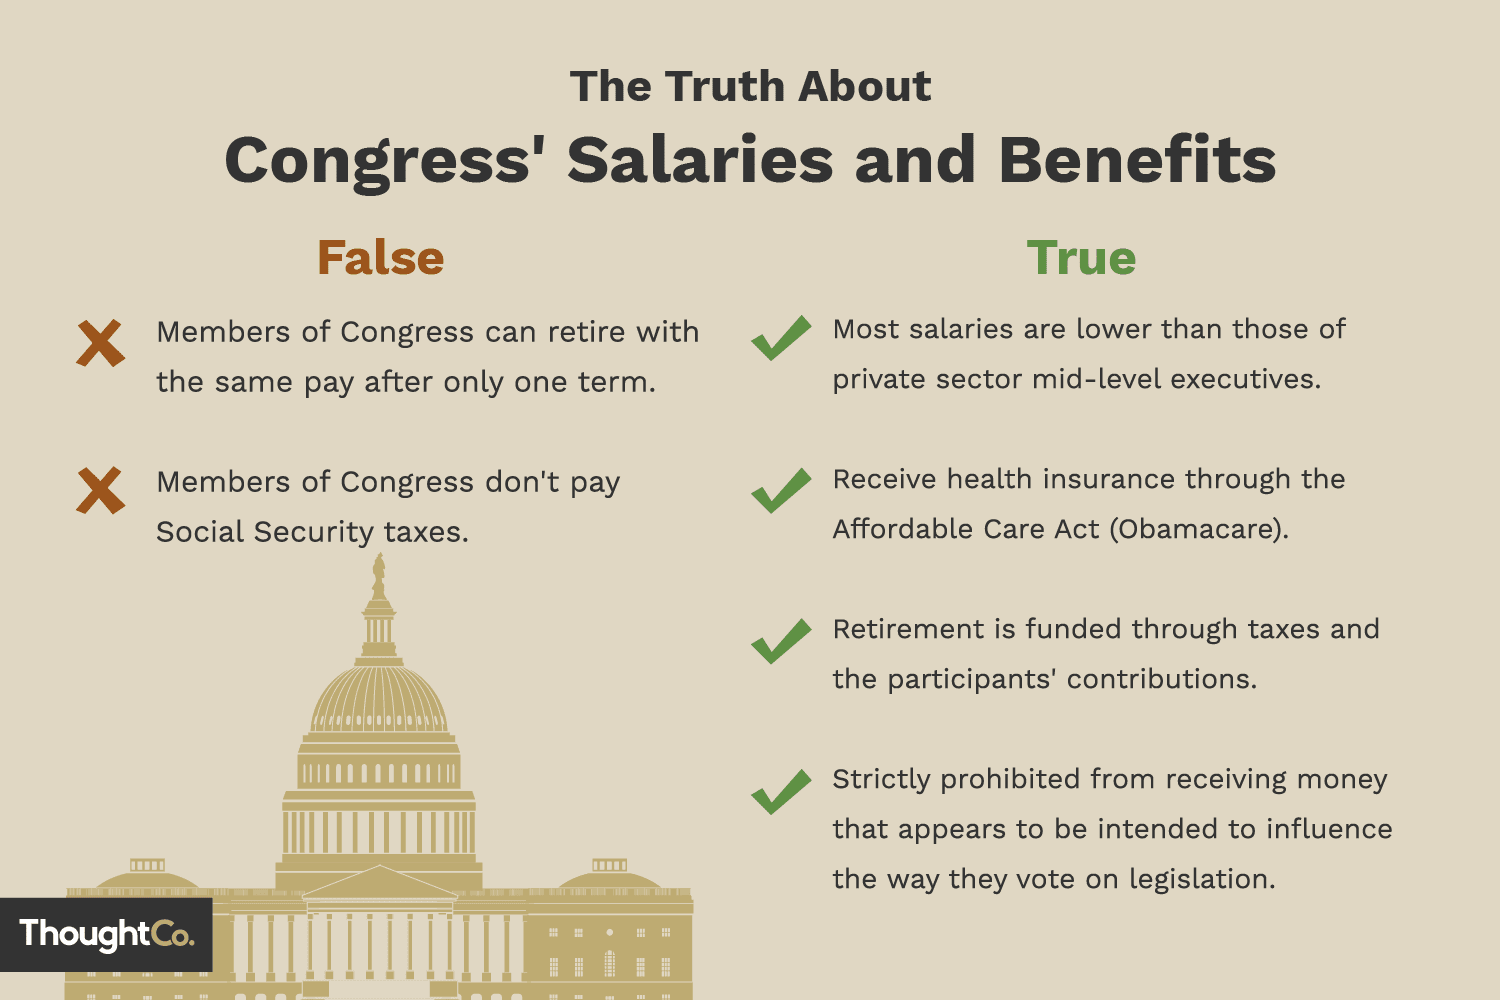 The Truth About
Congress' Salaries and Benefits
False
Members of Congress can retire with
the same pay after only one term.
Members of Congress don't pay
Social Security taxes.
True
Most salaries are lower than those of
private sector mid-level executives.
Receive health insurance through the
Affordable Care Act (Obamacare).
Retirement is funded through taxes and
the participants' contributions.
Strictly prohibited from receiving money
that appears to be intended to influence
the way they vote on legislation.
ThoughtCo.